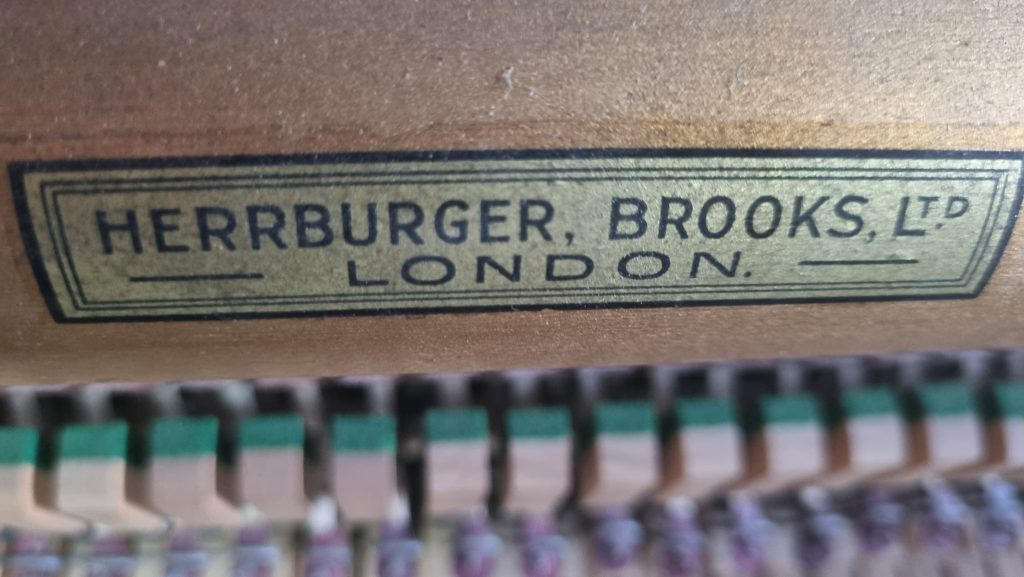 HERRBURGER, BROOKS, LTD
LONDON.